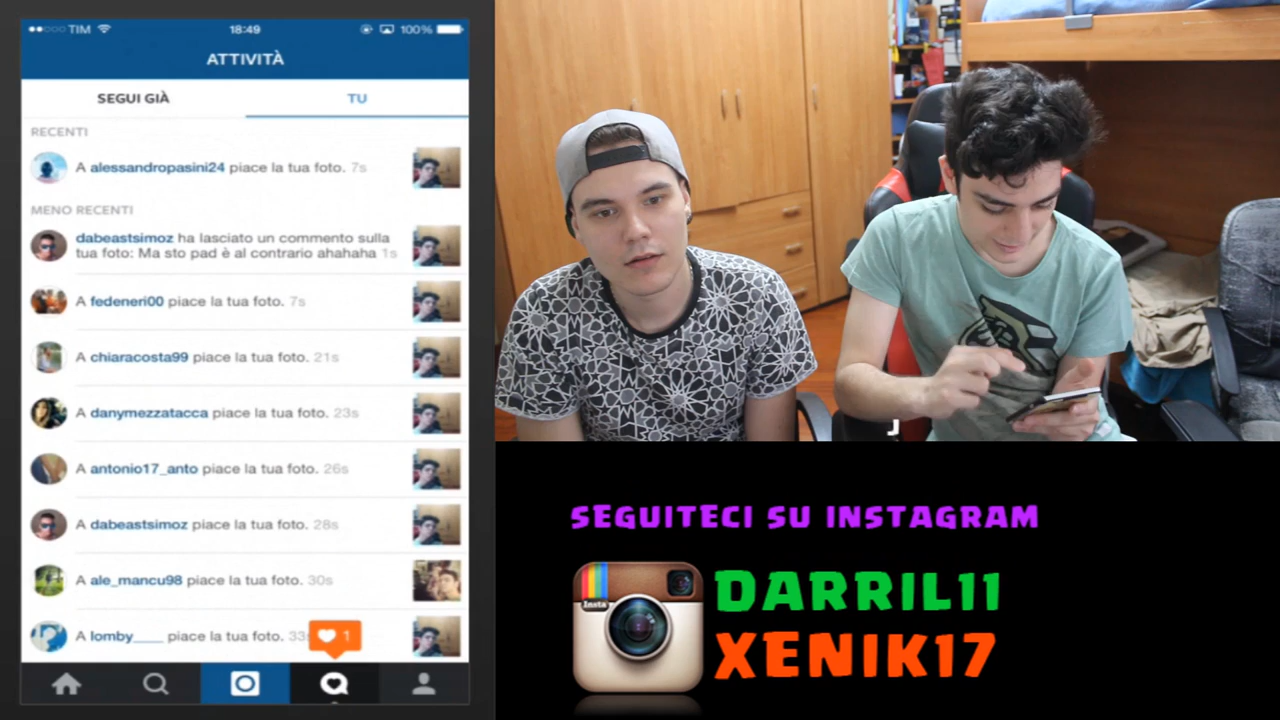 TIM
18:49
100%
ATTIVITÀ
SEGUI GIÀ
TU
RECENTI
A alessandropasini24 piace la tua foto. 7s
MENO RECENTI
dabeastsimoz ha lasciato un commento sulla
tua foto: Ma sto pad è al contrario ahahaha 1s
A fedeneri00 piace la tua foto. 7s
A chiaracosta99 piace la tua foto. 21s
A danymezzatacca piace la tua foto. 23s
A antonio17_anto piace la tua foto. 26s
A dabeastsimoz piace la tua foto. 28s
A ale_mancu98 piace la tua foto. 30s
A lomby____ piace la tua foto.
1
SEGUITECI SU INSTAGRAM
Insta
DARRIL11
XENIK17